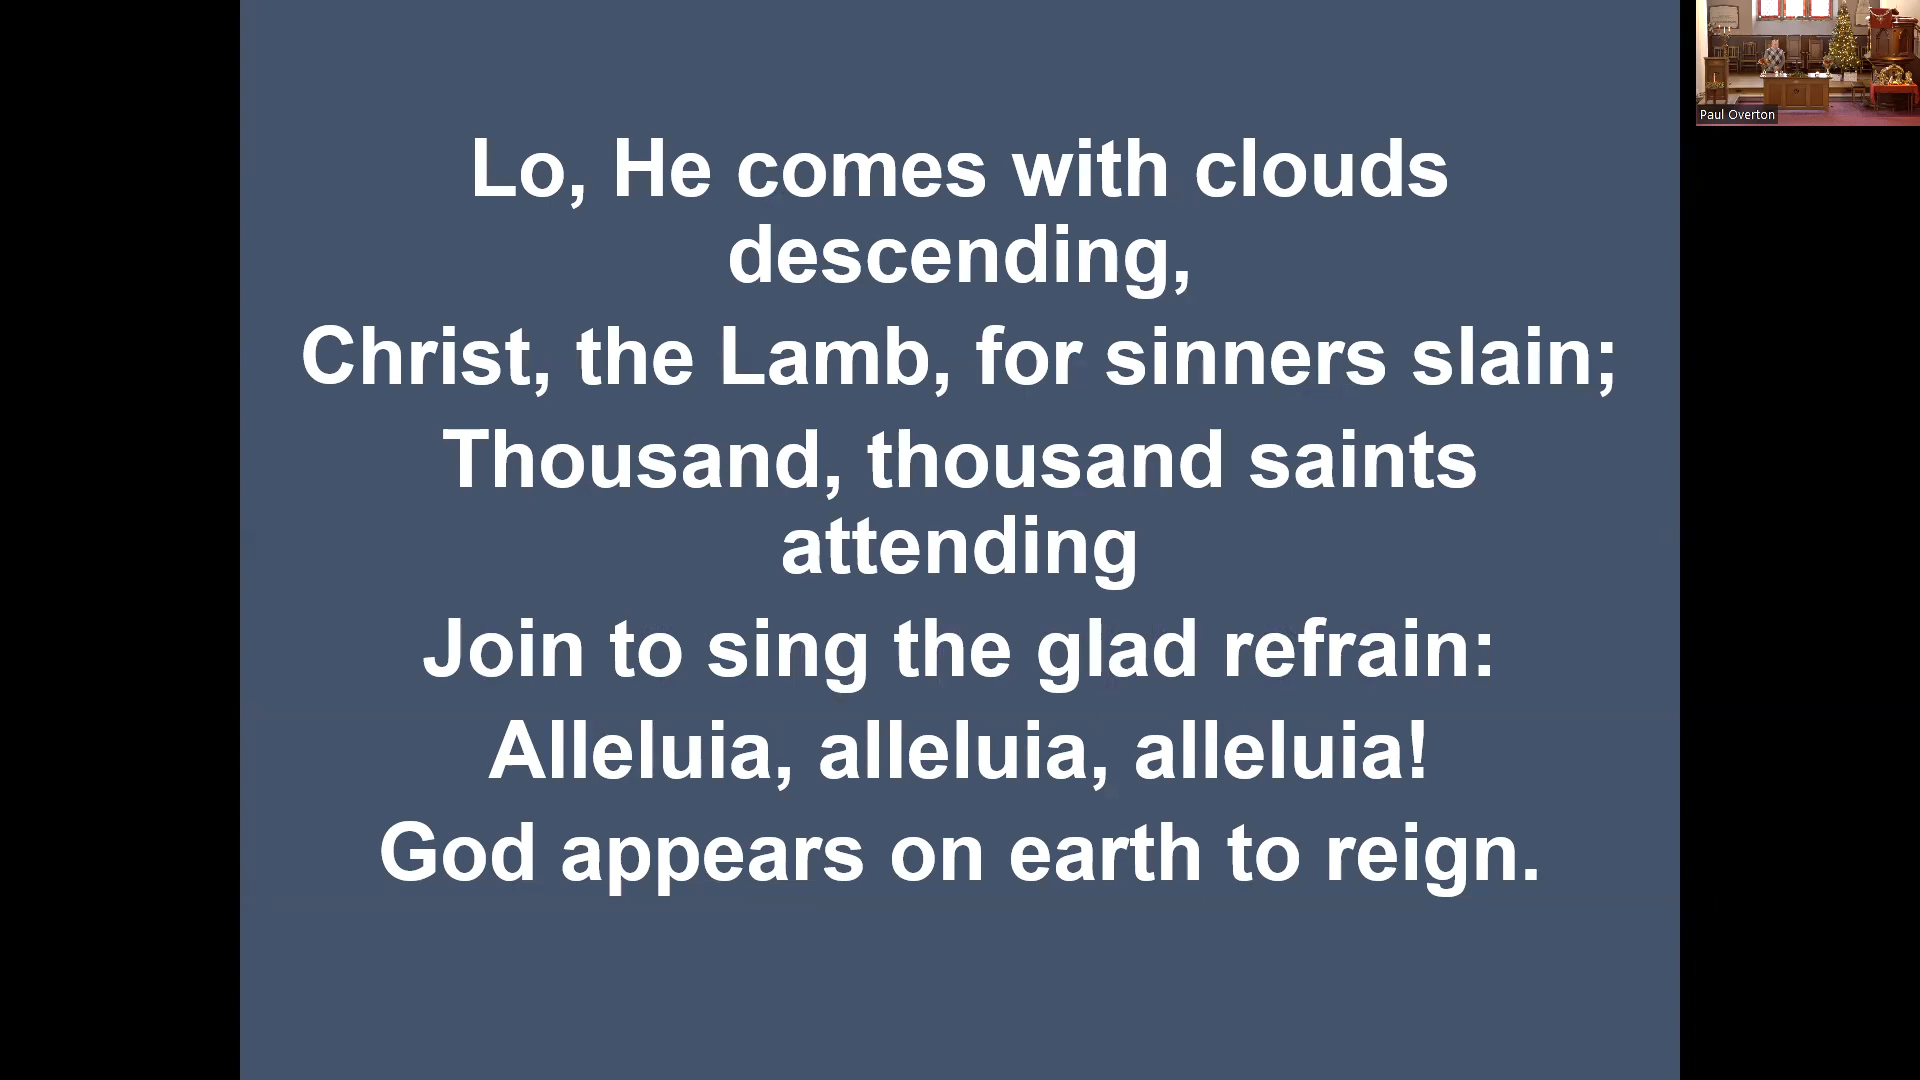 Lo, He comes with clouds
descending,
Christ, the Lamb, for sinners slain;
Thousand, thousand saints
attending
Join to sing the glad refrain:
Alleluia, alleluia, alleluia!
God appears on earth to reign.
Paul Overton